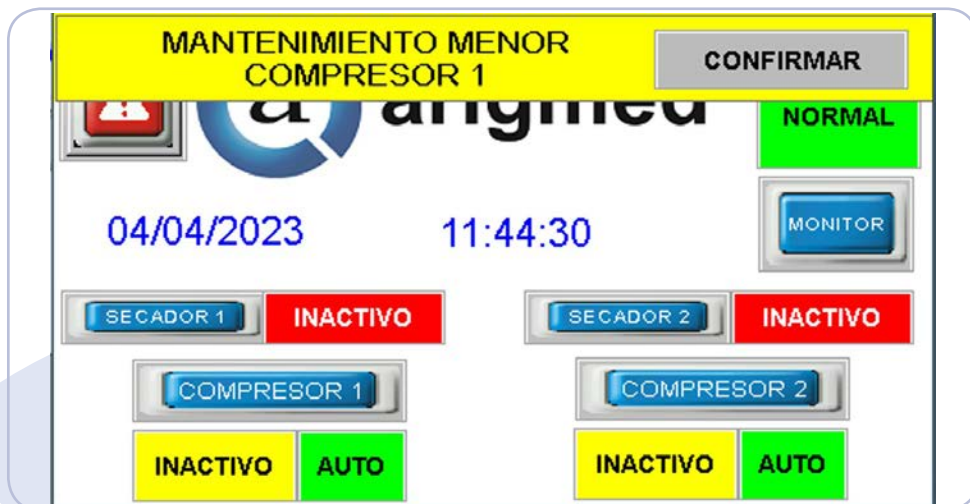 MANTENIMIENTO MENOR
COMPRESOR 1
CONFIRMAR
arigmed
NORMAL
04/04/2023
11:44:30
MONITOR
SECADOR 1
INACTIVO
SECADOR 2
INACTIVO
COMPRESOR 1
COMPRESOR 2
INACTIVO
AUTO
INACTIVO
AUTO